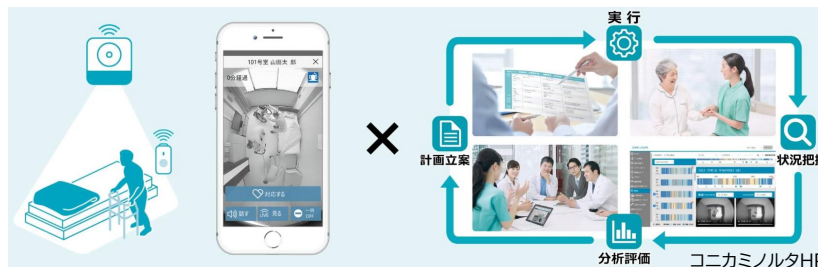 実行
101号室 山田太郎 ×
0分経過
対応する
話す
LIVE 見る
OFF
×
計画立案
状況把握
分析評価
コニカミノルタHP